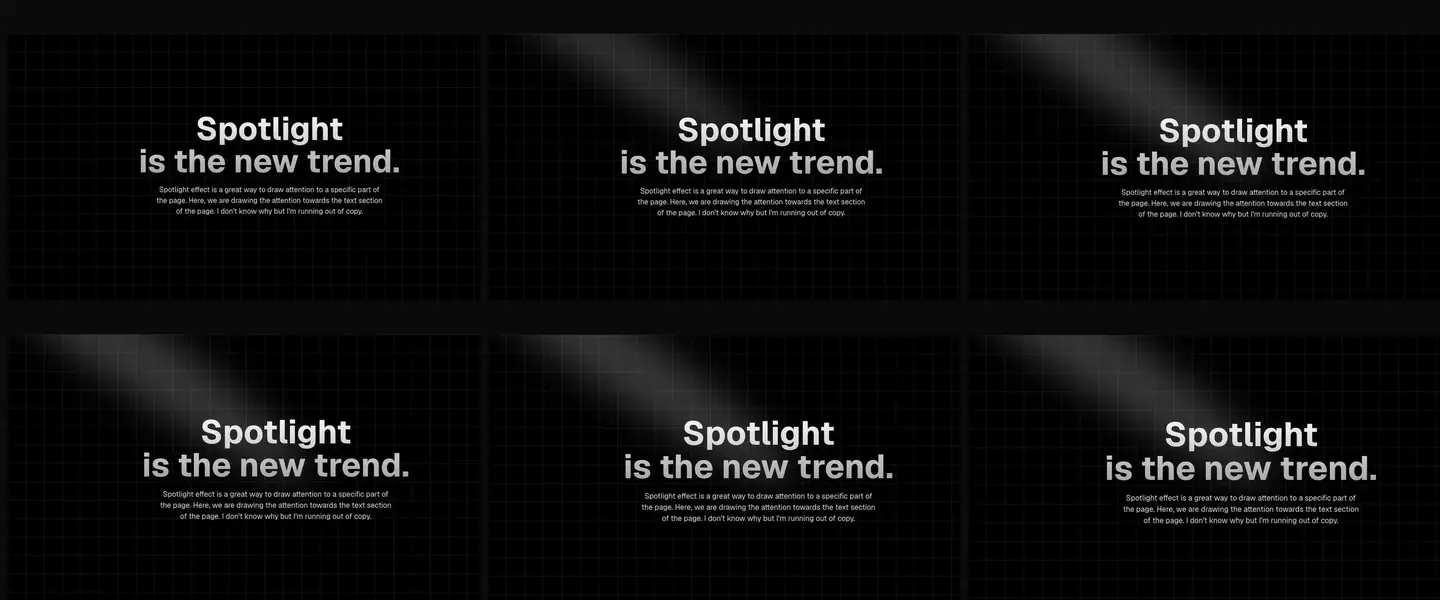 Spotlight
is the new trend.
Spotlight effect is a great way to draw attention to a specific part of
the page. Here, we are drawing the attention towards the text section
of the page. I don't know why but I'm running out of copy.
Spotlight
is the new trend.
Spotlight effect is a great way to draw attention to a specific part of
the page. Here, we are drawing the attention towards the text section
of the page. I don't know why but I'm running out of copy.
Spotlight
is the new trend.
Spotlight effect is a great way to draw attention to a specific part of
the page. Here, we are drawing the attention towards the text section
of the page. I don't know why but I'm running out of copy.
Spotlight
is the new trend.
Spotlight effect is a great way to draw attention to a specific part of
the page. Here, we are drawing the attention towards the text section
of the page. I don't know why but I'm running out of copy.
Spotlight
is the new trend.
Spotlight effect is a great way to draw attention to a specific part of
the page. Here, we are drawing the attention towards the text section
of the page. I don't know why but I'm running out of copy.
Spotlight
is the new trend.
Spotlight effect is a great way to draw attention to a specific part of
the page. Here, we are drawing the attention towards the text section
of the page. I don't know why but I'm running out of copy.